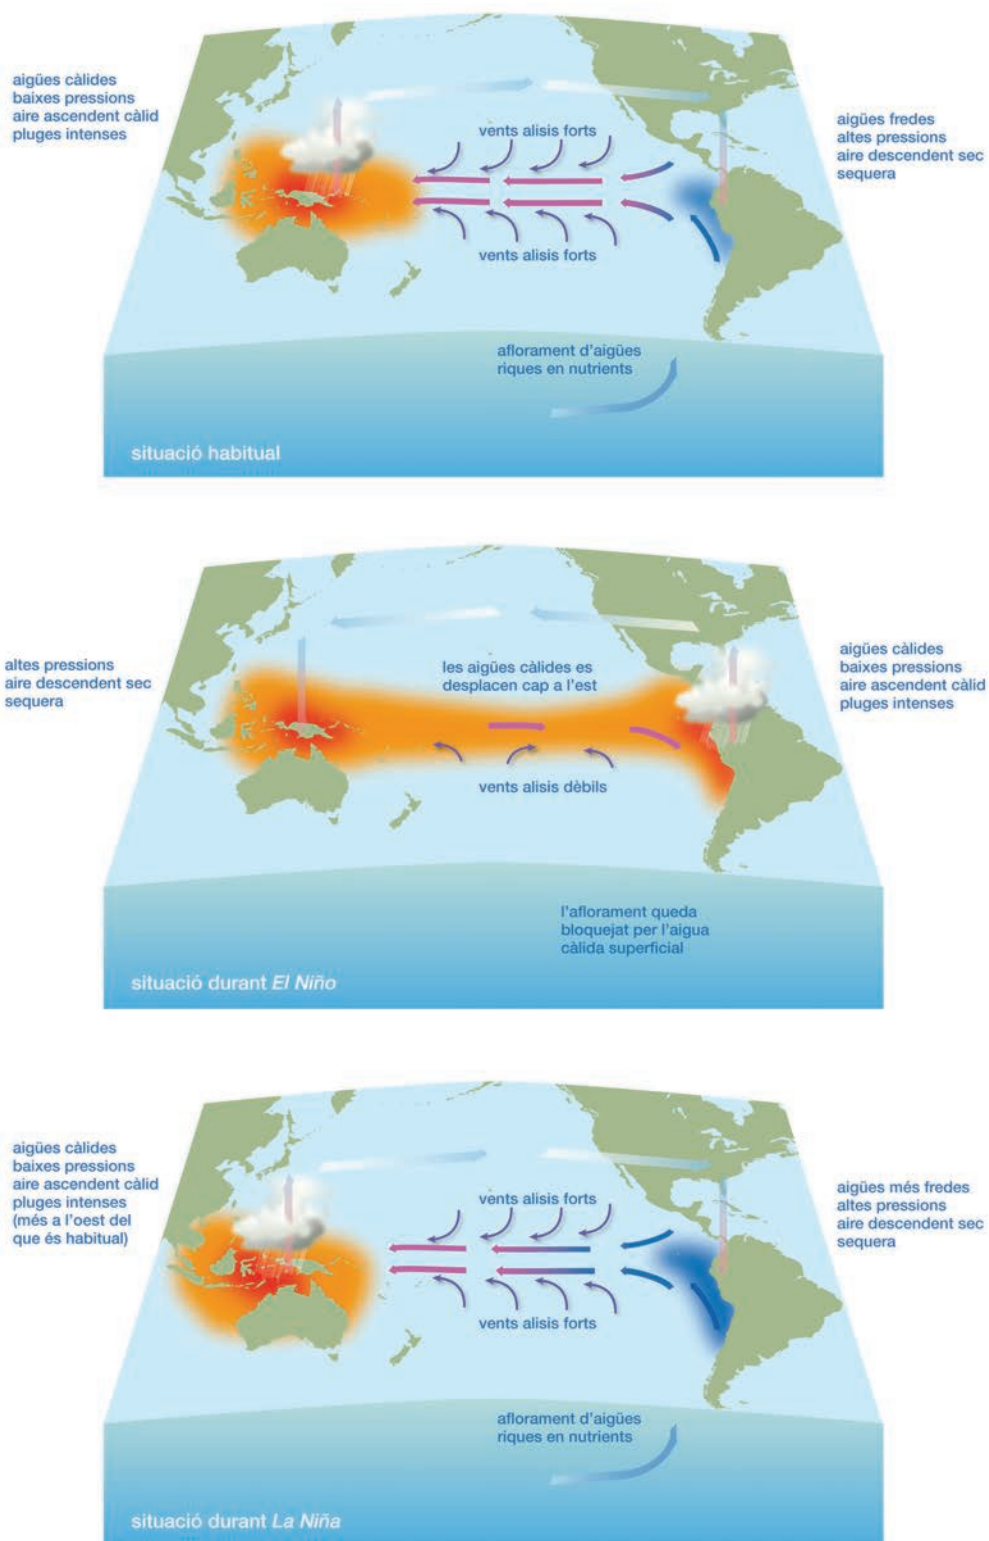 aigües càlides
baixes pressions
aire ascendent càlid
pluges intenses
vents alisis forts
aigües fredes
altes pressions
aire descendent sec
sequera
vents alisis forts
aflorament d'aigües
riques en nutrients
situació habitual
altes pressions
aire descendent sec
sequera
les aigües càlides es
desplacen cap a l'est
aigües càlides
baixes pressions
aire ascendent càlid
pluges intenses
vents alisis dèbils
l'aflorament queda
bloquejat per l'aigua
càlida superficial
situació durant El Niño
aigües càlides
baixes pressions
aire ascendent càlid
pluges intenses
(més a l'oest del
que és habitual)
vents alisis forts
aigües més fredes
altes pressions
aire descendent sec
sequera
vents alisis forts
aflorament d'aigües
riques en nutrients
situació durant La Niña